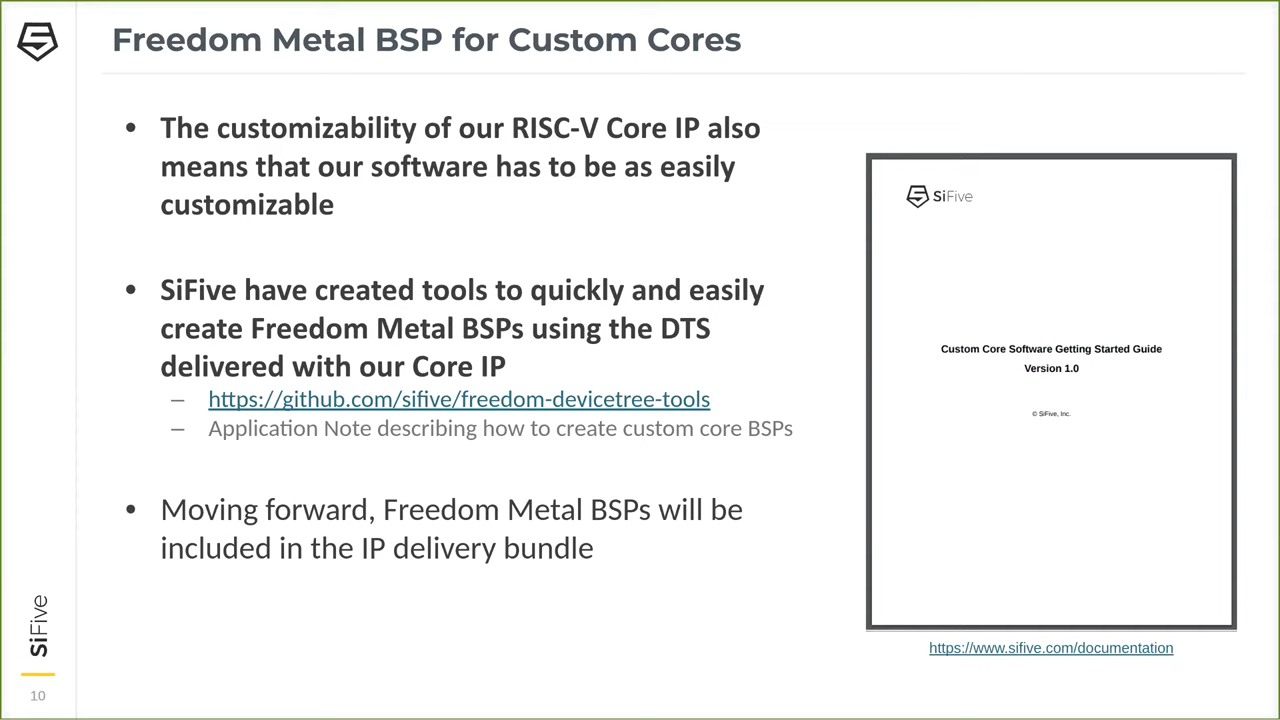 Freedom Metal BSP for Custom Cores
• The customizability of our RISC-V Core IP also
means that our software has to be as easily
customizable
• SiFive have created tools to quickly and easily
create Freedom Metal BSPs using the DTS
delivered with our Core IP
– https://github.com/sifive/freedom-devicetree-tools
– Application Note describing how to create custom core BSPs
• Moving forward, Freedom Metal BSPs will be
included in the IP delivery bundle
SiFive
Custom Core Software Getting Started Guide
Version 1.0
© SiFive, Inc.
https://www.sifive.com/documentation
SiFive
10